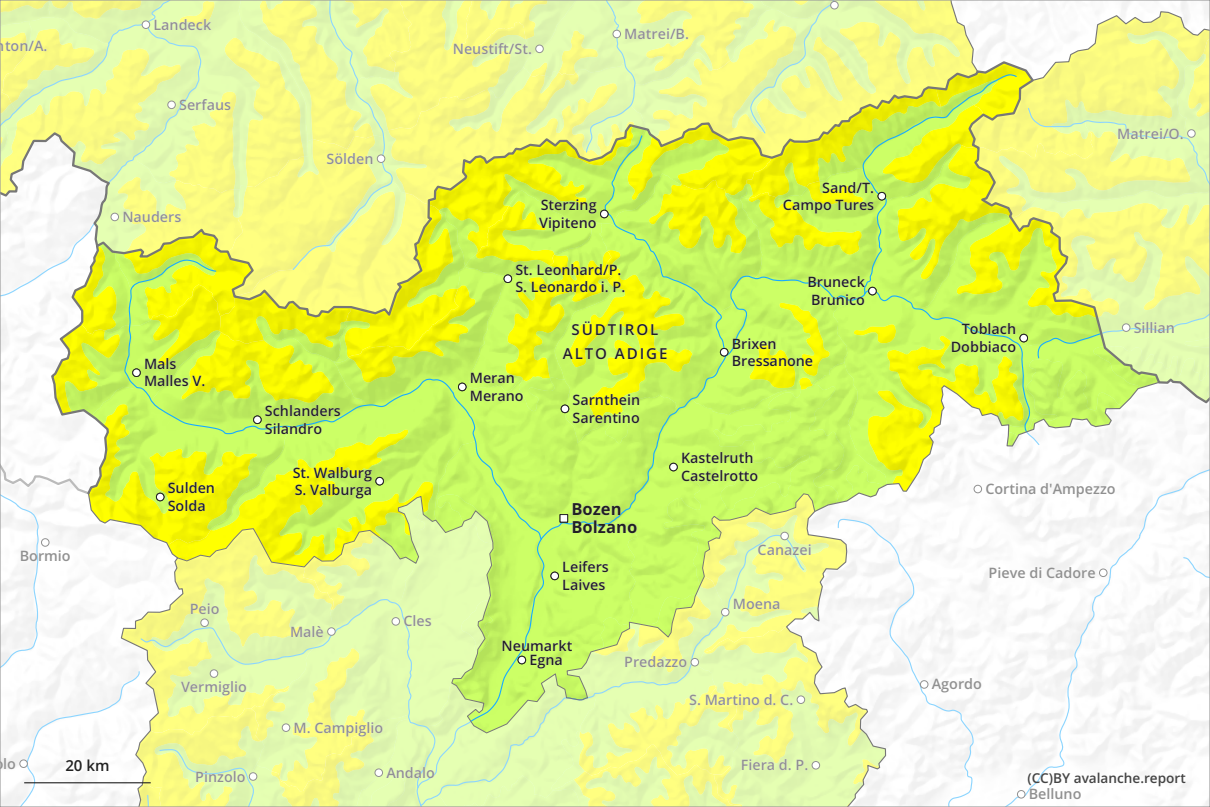 Landeck
nton/A.
Neustift/St.
Matrei/B.
Serfaus
Matrei/O.
Sölden
Sand/T.
Campo Tures
Sterzing
Vipiteno
Nauders
St. Leonhard/P.
S. Leonardo i. P.
Bruneck
Brunico
SÜDTIROL
ALTO ADIGE
Toblach
Dobbiaco
Sillian
Brixen
Bressanone
Mals
Malles V.
Meran
Merano
Sarnthein
Sarentino
Schlanders
Silandro
Kastelruth
Castelrotto
St. Walburg
S. Valburga
Sulden
Solda
Cortina d'Ampezzo
Bozen
Bolzano
Bormio
Canazei
Leifers
Laives
Pieve di Cadore
Peio
Moena
Malè
Cles
Neumarkt
Egna
Predazzo
Vermiglio
Agordo
S. Martino d. C.
M. Campiglio
20 km
olo
Pinzolo
Andalo
Fiera d. P.
(CC)BY avalanche.report
Belluno